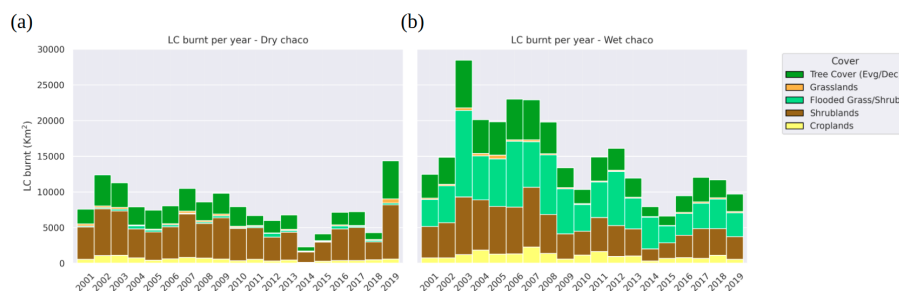 (a)
(b)
LC burnt per year - Dry chaco
LC burnt per year - Wet chaco
LC burnt (Km²)
30000
25000
20000
15000
10000
5000
0
2001 2002 2003 2004 2005 2006 2007 2008 2009 2010 2011 2012 2013 2014 2015 2016 2017 2018 2019
2001 2002 2003 2004 2005 2006 2007 2008 2009 2010 2011 2012 2013 2014 2015 2016 2017 2018 2019
Cover
Tree Cover (Evg/Dec
Grasslands
Flooded Grass/Shrub
Shrublands
Croplands